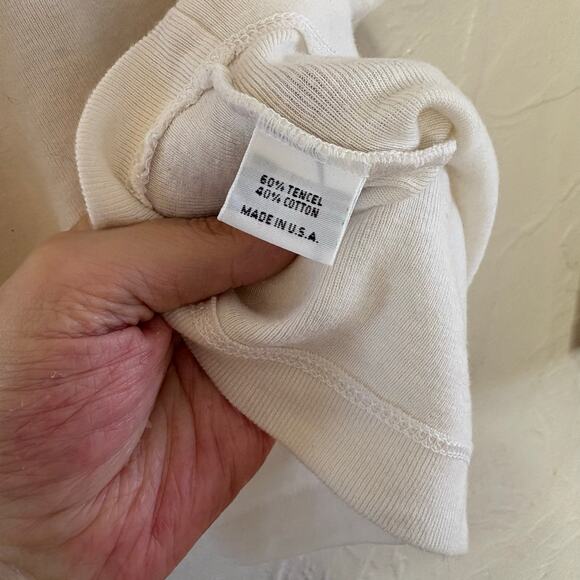 60% TENCEL
40% COTTON
MADE IN U.S.A.